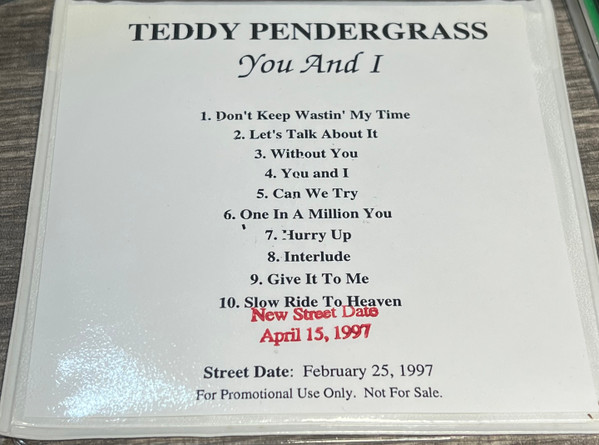 TEDDY PENDERGRASS
You And I
1. Don't Keep Wastin' My Time
2. Let's Talk About It
3. Without You
4. You and I
5. Can We Try
6. One In A Million You
7. Hurry Up
8. Interlude
9. Give It To Me
10. Slow Ride To Heaven
New Street Date
April 15, 1997
Street Date: February 25, 1997
For Promotional Use Only. Not For Sale.